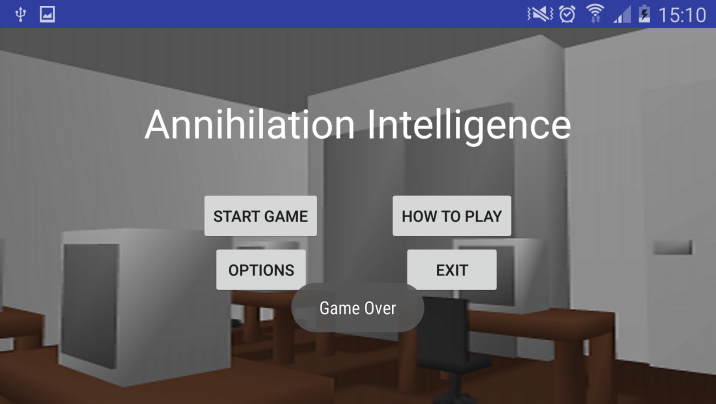 15:10
Annihilation Intelligence
START GAME
HOW TO PLAY
OPTIONS
EXIT
Game Over